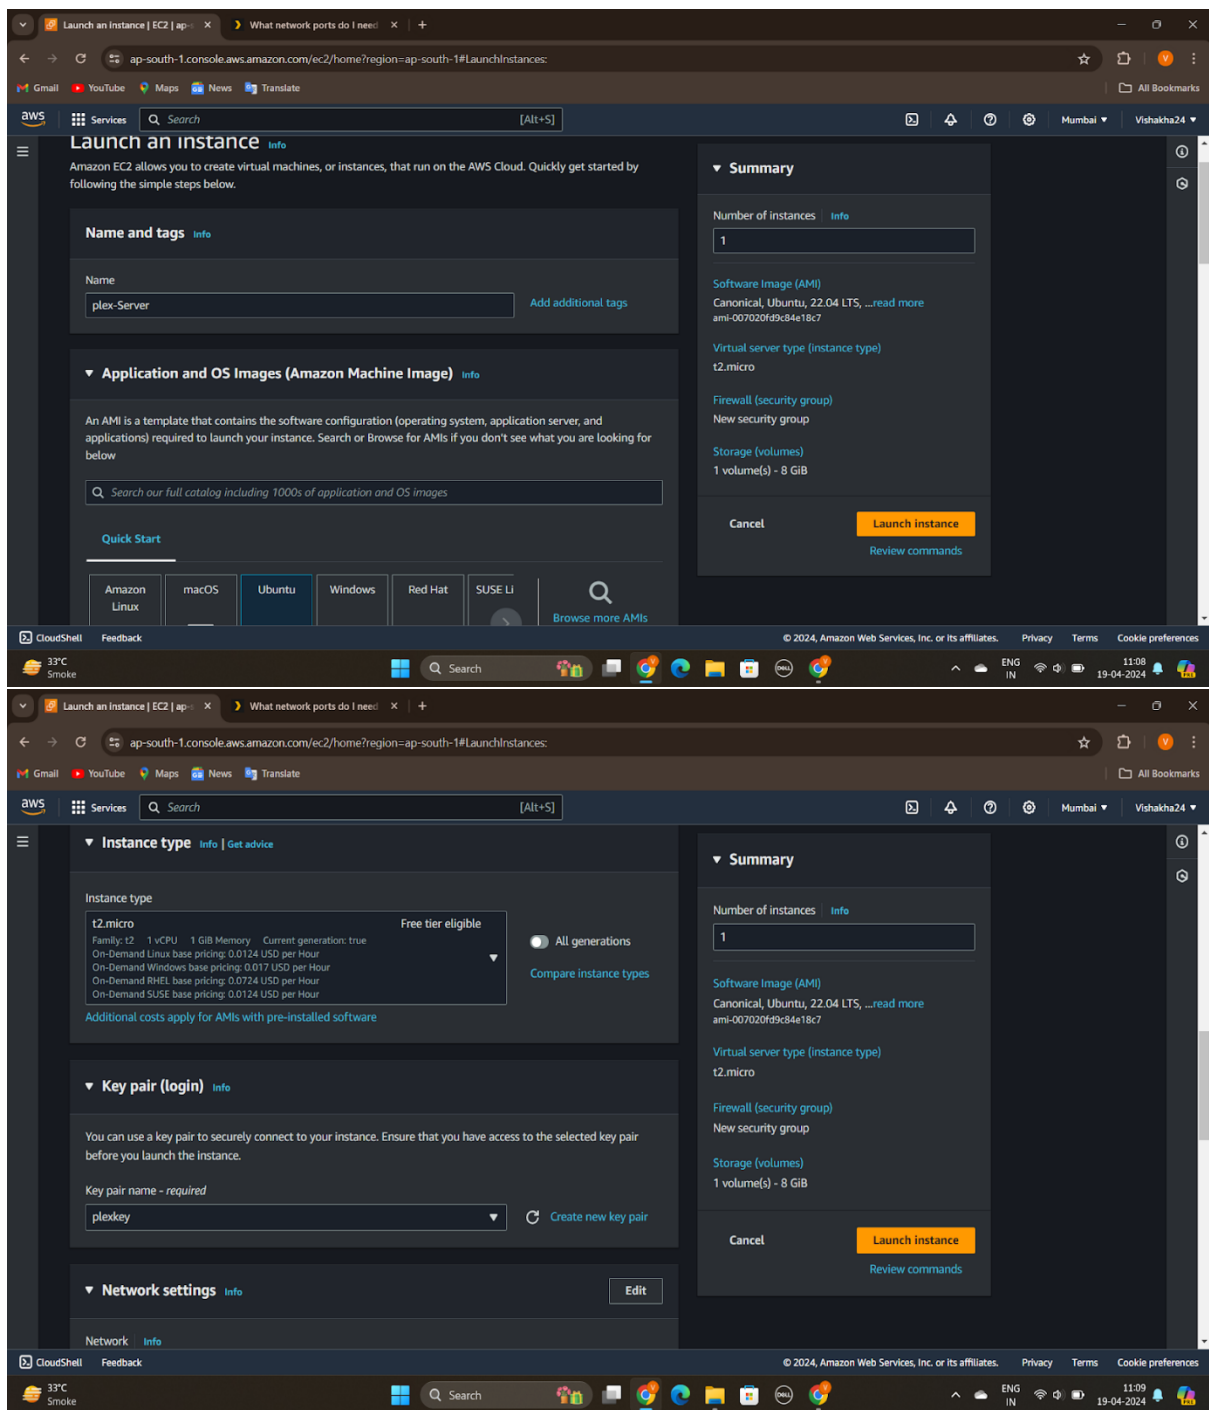 Launch an instance | EC2 | ap-s
What network ports do I need
ap-south-1.console.aws.amazon.com/ec2/home?region=ap-south-1#LaunchInstances:
Gmail YouTube Maps News Translate All Bookmarks
aws Services Search [Alt+S] Mumbai Vishakha24
Launch an instance Info
Amazon EC2 allows you to create virtual machines, or instances, that run on the AWS Cloud. Quickly get started by
following the simple steps below.
Name and tags Info
Name
plex-Server
Add additional tags
Application and OS Images (Amazon Machine Image) Info
An AMI is a template that contains the software configuration (operating system, application server, and
applications) required to launch your instance. Search or Browse for AMIs if you don't see what you are looking for
below
Search our full catalog including 1000s of application and OS images
Quick Start
Amazon
Linux
macOS
Ubuntu
Windows
Red Hat
SUSE Li
Browse more AMIs
Summary
Number of instances Info
1
Software Image (AMI)
Canonical, Ubuntu, 22.04 LTS, ...read more
ami-007020fd9c84e18c7
Virtual server type (instance type)
t2.micro
Firewall (security group)
New security group
Storage (volumes)
1 volume(s) - 8 GiB
Cancel
Launch instance
Review commands
CloudShell Feedback © 2024, Amazon Web Services, Inc. or its affiliates. Privacy Terms Cookie preferences
33°C
Smoke
Search
ENG
IN
11:08
19-04-2024
Launch an instance | EC2 | ap-s
What network ports do I need
ap-south-1.console.aws.amazon.com/ec2/home?region=ap-south-1#LaunchInstances:
Gmail YouTube Maps News Translate All Bookmarks
aws Services Search [Alt+S] Mumbai Vishakha24
Instance type Info | Get advice
Instance type
t2.micro Free tier eligible
Family: t2 1 vCPU 1 GiB Memory Current generation: true
On-Demand Linux base pricing: 0.0124 USD per Hour
On-Demand Windows base pricing: 0.017 USD per Hour
On-Demand RHEL base pricing: 0.0724 USD per Hour
On-Demand SUSE base pricing: 0.0124 USD per Hour
All generations
Compare instance types
Additional costs apply for AMIs with pre-installed software
Key pair (login) Info
You can use a key pair to securely connect to your instance. Ensure that you have access to the selected key pair
before you launch the instance.
Key pair name - required
plexkey
Create new key pair
Network settings Info
Edit
Network Info
Summary
Number of instances Info
1
Software Image (AMI)
Canonical, Ubuntu, 22.04 LTS, ...read more
ami-007020fd9c84e18c7
Virtual server type (instance type)
t2.micro
Firewall (security group)
New security group
Storage (volumes)
1 volume(s) - 8 GiB
Cancel
Launch instance
Review commands
CloudShell Feedback © 2024, Amazon Web Services, Inc. or its affiliates. Privacy Terms Cookie preferences
33°C
Smoke
Search
ENG
IN
11:09
19-04-2024